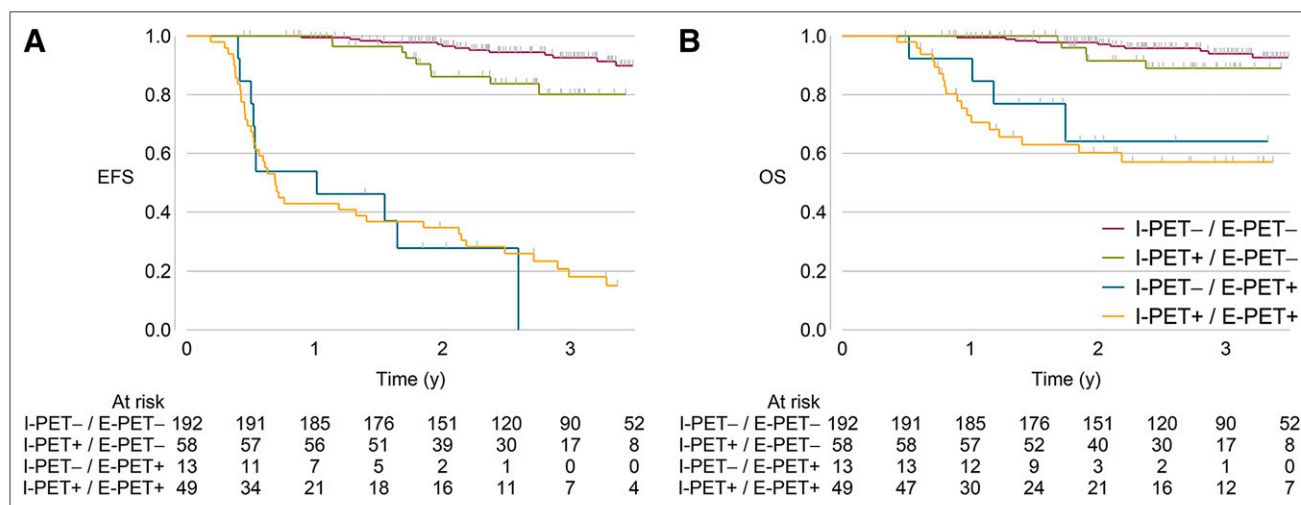 A
1.0
0.8
0.6
EFS
0.4
0.2
0.0
0 1 2 3
Time (y)
At risk
I-PET– / E-PET– 192 191 185 176 151 120 90 52
I-PET+ / E-PET– 58 57 56 51 39 30 17 8
I-PET– / E-PET+ 13 11 7 5 2 1 0 0
I-PET+ / E-PET+ 49 34 21 18 16 11 7 4
B
1.0
0.8
0.6
OS
0.4
0.2
0.0
I-PET– / E-PET–
I-PET+ / E-PET–
I-PET– / E-PET+
I-PET+ / E-PET+
0 1 2 3
Time (y)
At risk
I-PET– / E-PET– 192 191 185 176 151 120 90 52
I-PET+ / E-PET– 58 58 57 52 40 30 17 8
I-PET– / E-PET+ 13 13 12 9 3 2 1 0
I-PET+ / E-PET+ 49 47 30 24 21 16 12 7